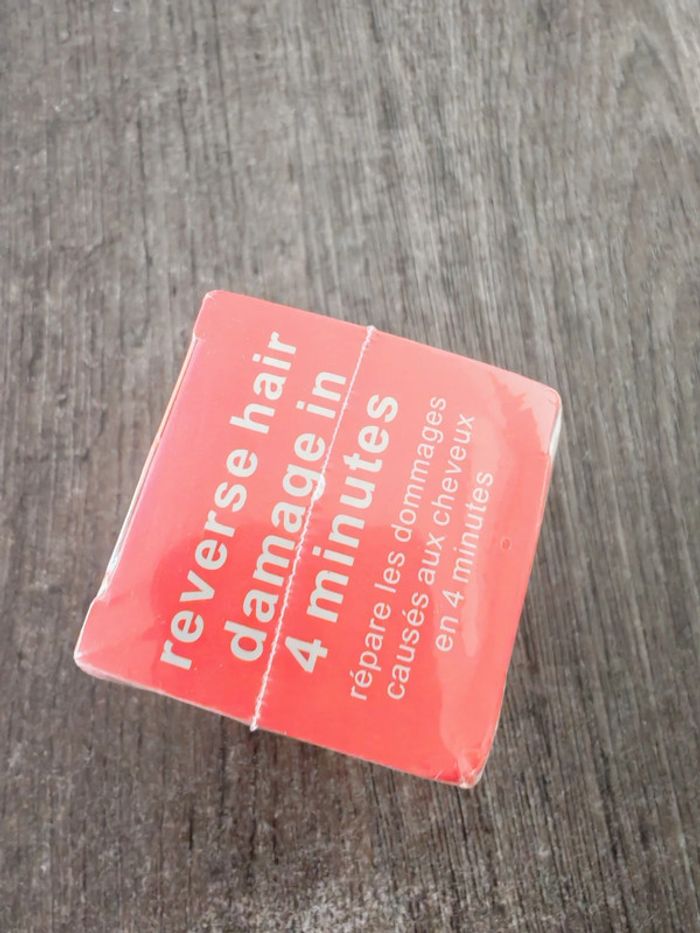 reverse hair
damage in
4 minutes
répare les dommages
causés aux cheveux
en 4 minutes